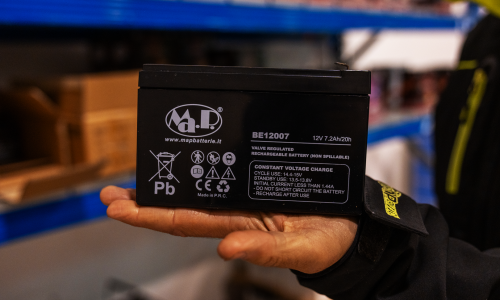 M.a.P.®
www.mapbatterie.it
BE12007
12V 7.2Ah/20h
VALVE REGULATED
RECHARGEABLE BATTERY (NON SPILLABLE)
CONSTANT VOLTAGE CHARGE
CYCLE USE: 14.4-15V
STANDBY USE: 13.5-13.8V
INITIAL CURRENT LESS THAN 1.44A
- DO NOT SHORT CIRCUIT THE BATTERY
- RECHARGE AFTER USE
Pb
CE
Made in P.R.C.